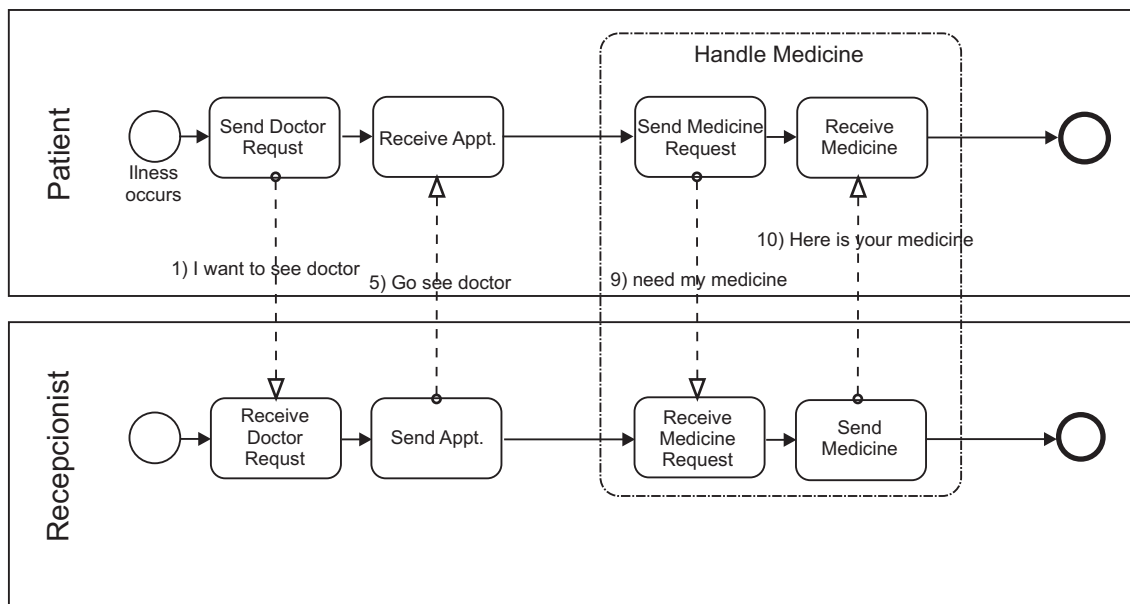 Handle Medicine
Patient
Send Doctor
Requst
Receive Appt.
Send Medicine
Request
Receive
Medicine
Ilness
occurs
1) I want to see doctor
5) Go see doctor
9) need my medicine
10) Here is your medicine
Recepcionist
Receive
Doctor
Requst
Send Appt.
Receive
Medicine
Request
Send
Medicine